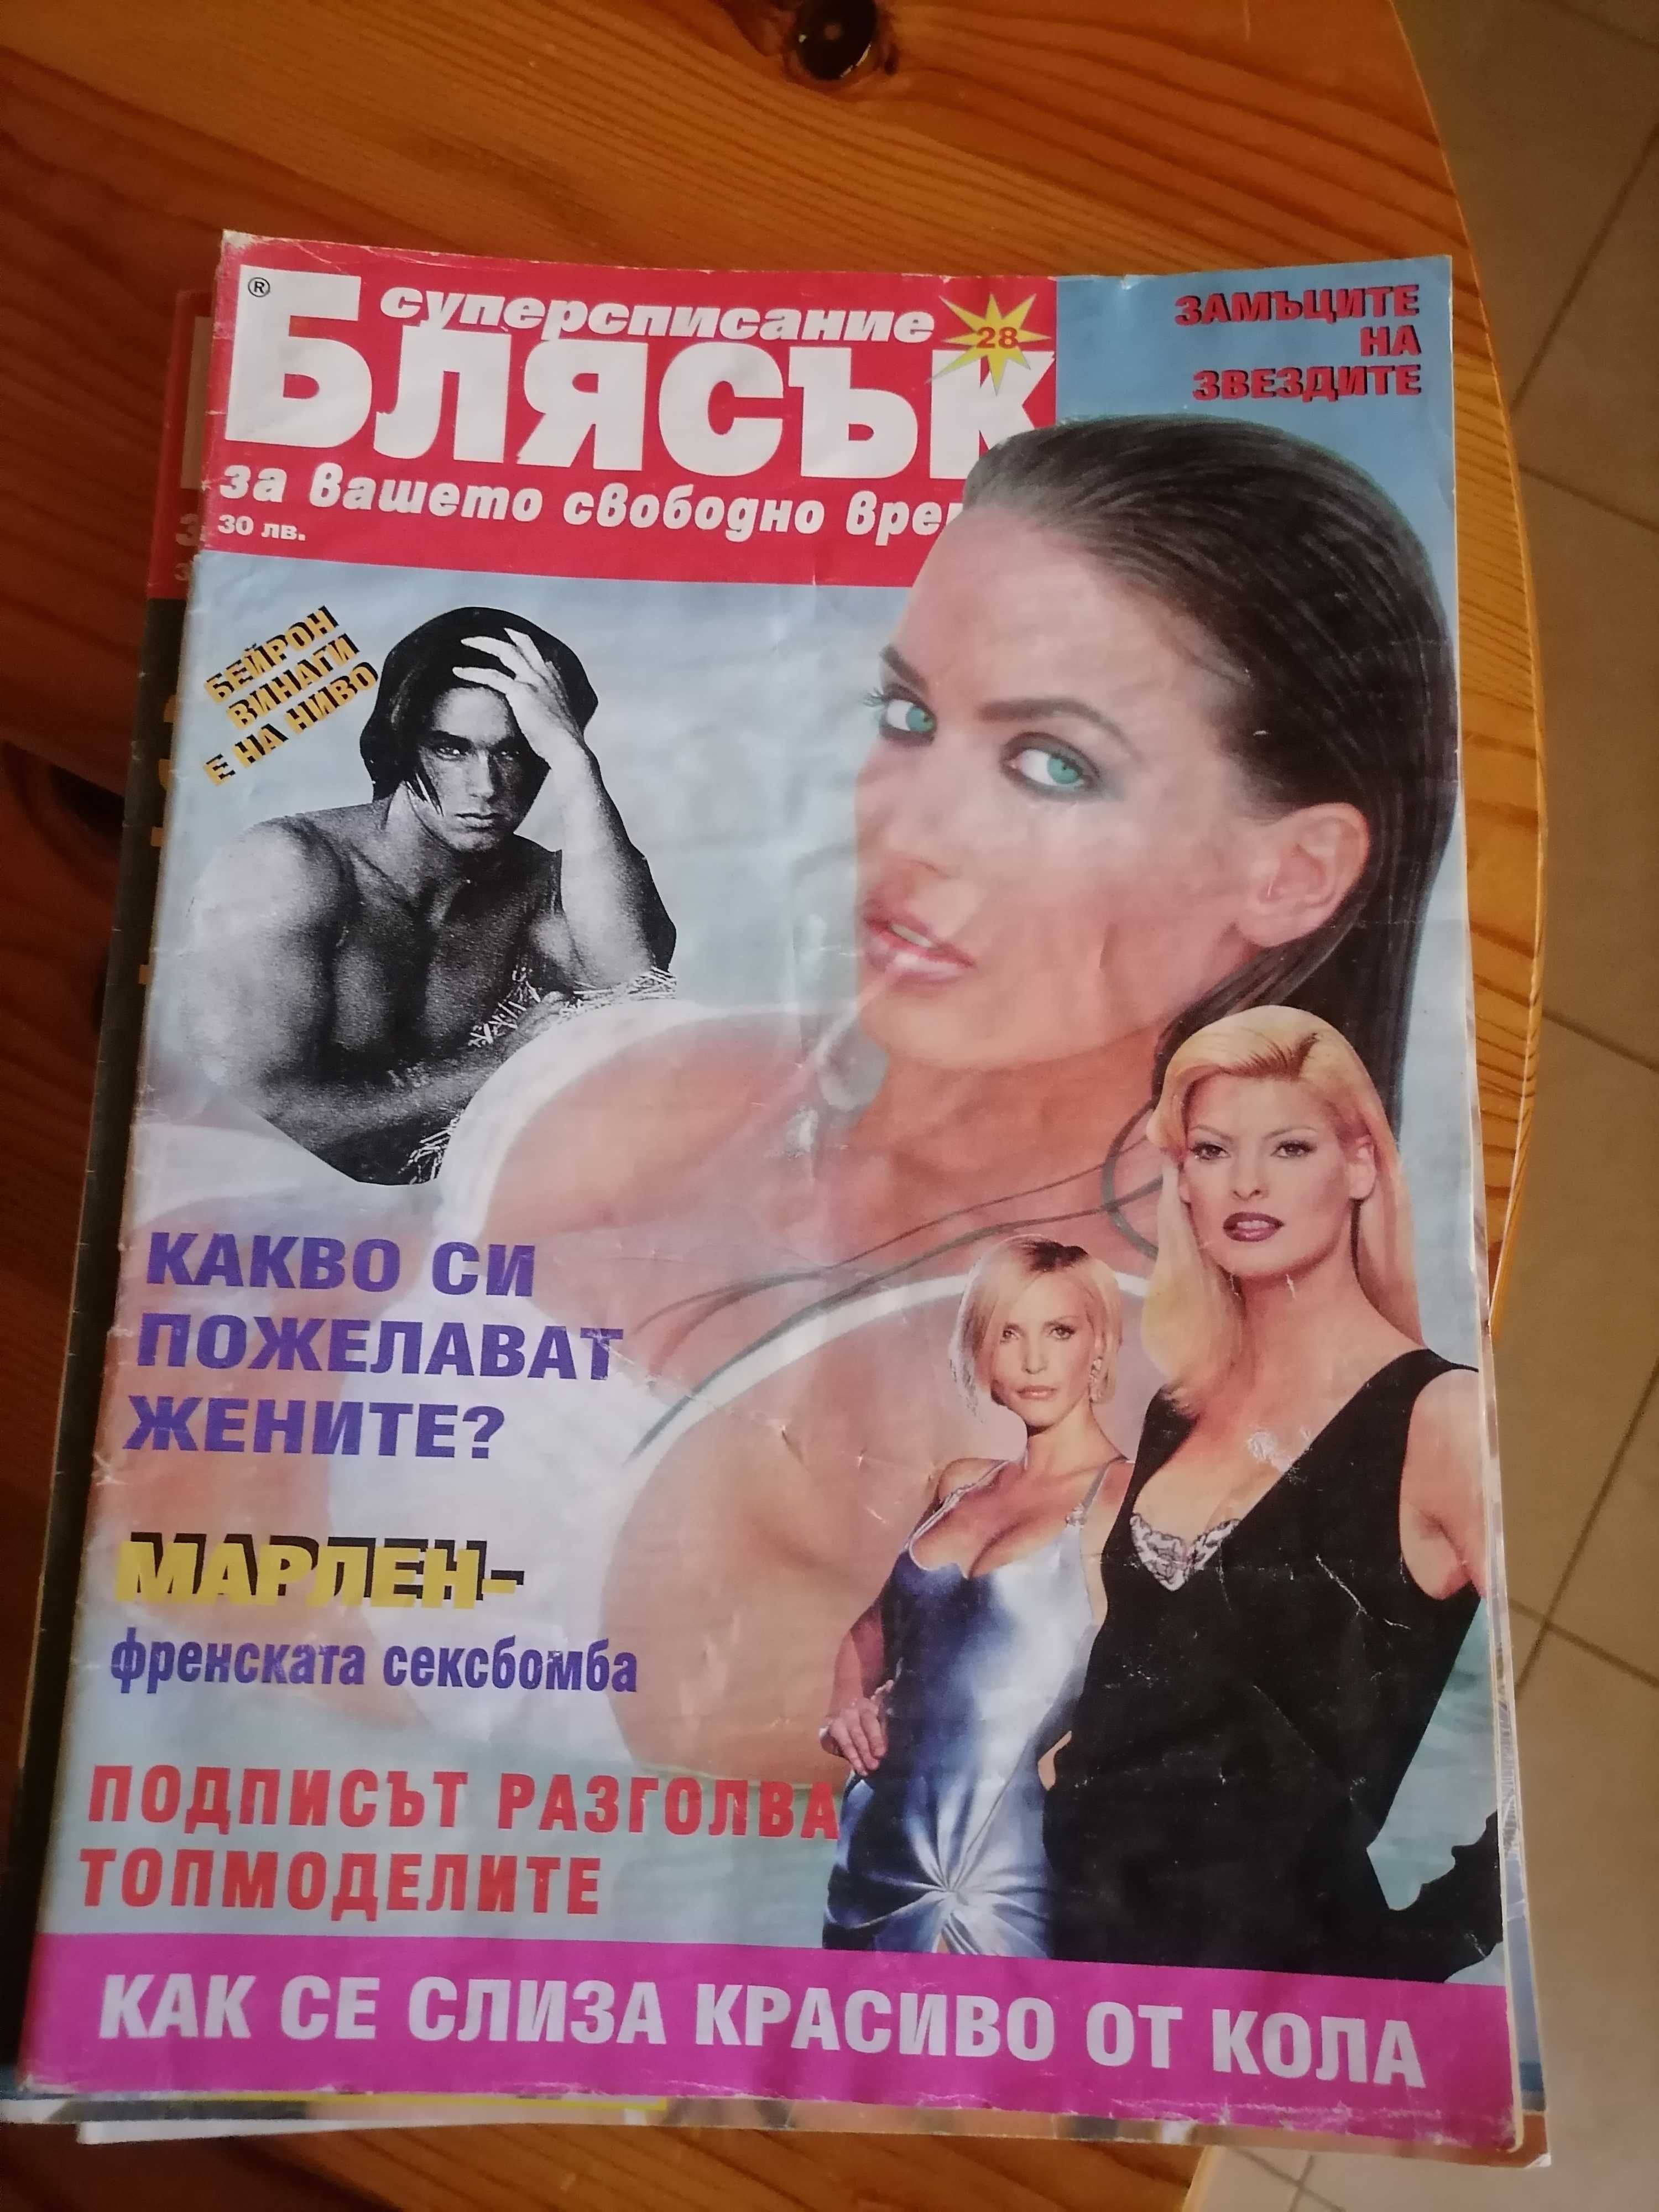 ®
суперсписание
28
Блясък
за вашето свободно
30 лв.
ЗАМЪЦИТЕ
НА
ЗВЕЗДИТЕ
БЕЙРОН
ВИНАГИ
Е НА НИВО
КАКВО СИ
ПОЖЕЛАВАТ
ЖЕНИТЕ?
МАРЛЕН-
френската сексбомба
ПОДПИСЪТ РАЗГОЛВА
ТОПМОДЕЛИТЕ
КАК СЕ СЛИЗА КРАСИВО ОТ КОЛА